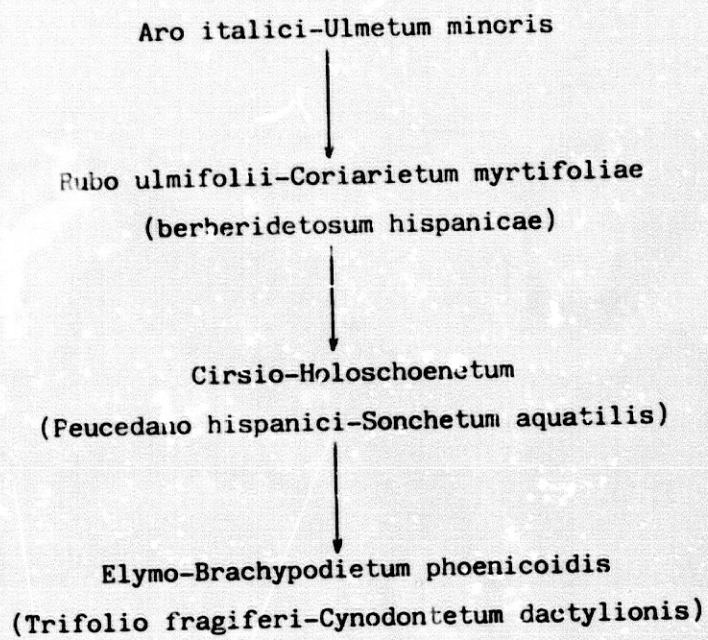 Aro italici-Ulmetum minoris
Rubo ulmifolii-Coriarietum myrtifoliae
(berberidetosum hispanicae)
Cirsio-Holoschoenetum
(Peucedano hispanici-Sonchetum aquatilis)
Elymo-Brachypodietum phoenicoidis
(Trifolio fragiferi-Cynodontetum dactylionis)